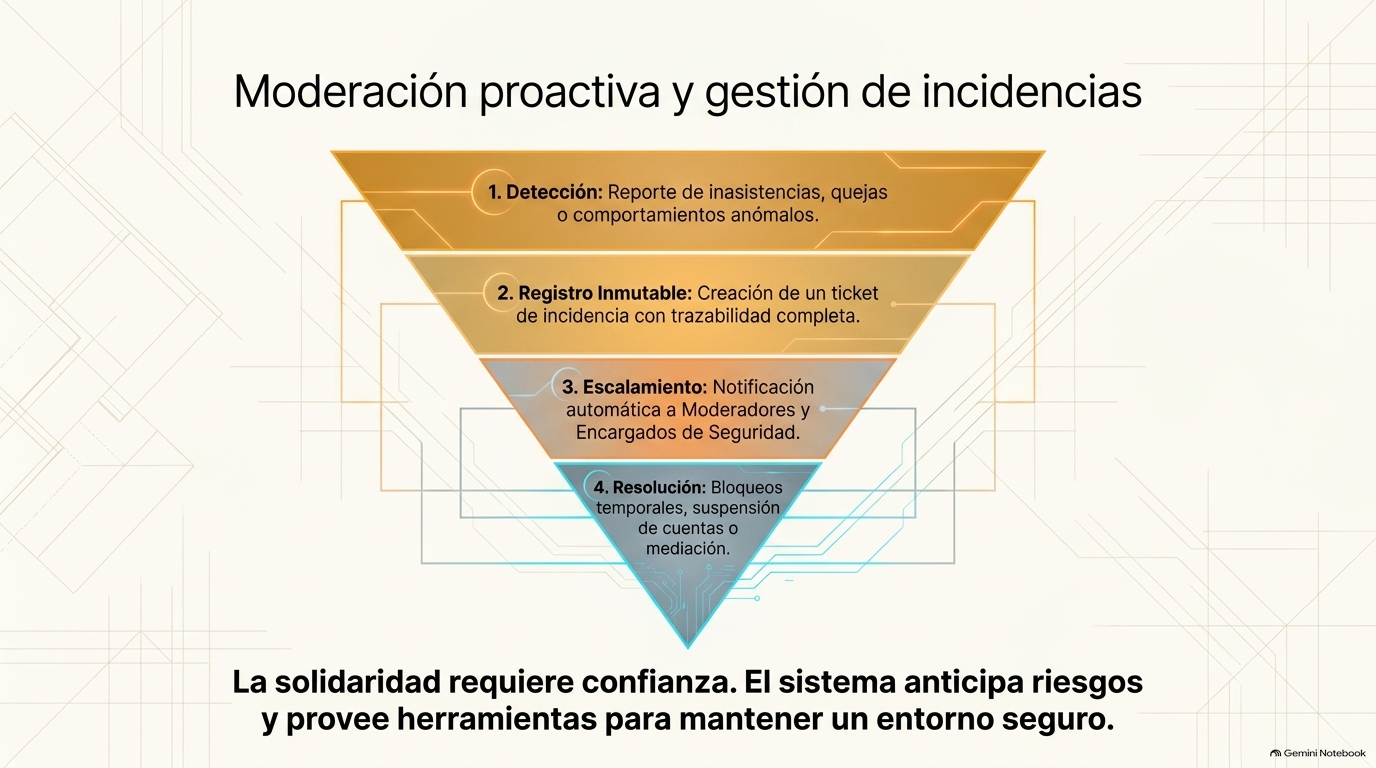 Moderación proactiva y gestión de incidencias
1. Detección: Reporte de inasistencias, quejas
o comportamientos anómalos.
2. Registro Inmutable: Creación de un ticket
de incidencia con trazabilidad completa.
3. Escalamiento: Notificación
automática a Moderadores y
Encargados de Seguridad.
4. Resolución: Bloqueos
temporales, suspensión
de cuentas o
mediación.
La solidaridad requiere confianza. El sistema anticipa riesgos
y provee herramientas para mantener un entorno seguro.
Gemini Notebook